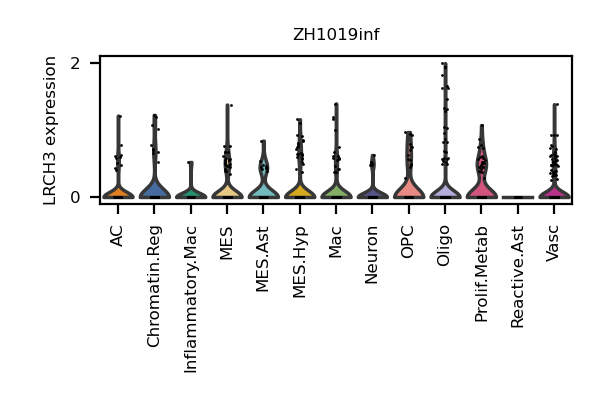 ZH1019inf
LRCH3 expression
2
0
AC
Chromatin.Reg
Inflammatory.Mac
MES
MES.Ast
MES.Hyp
Mac
Neuron
OPC
Oligo
Prolif.Metab
Reactive.Ast
Vasc